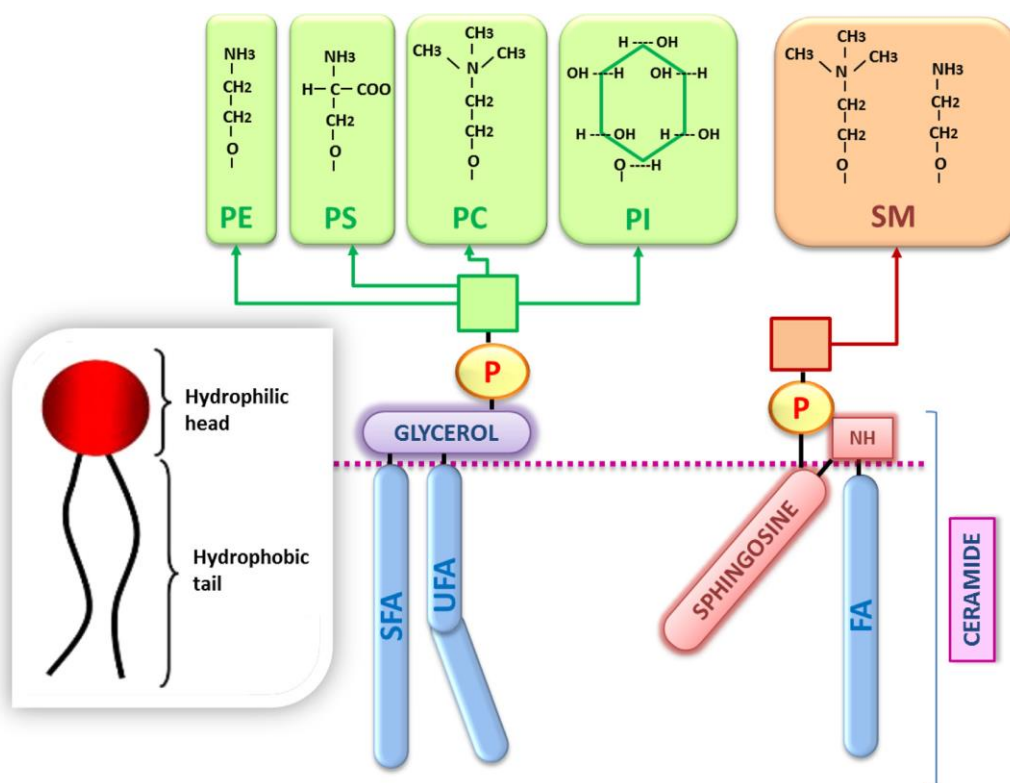 NH3
CH2
CH2
O
PE
NH3
H – C – COO
CH2
O
PS
CH3
CH3 CH3
N
CH2
CH2
O
PC
H ---- OH
OH ----H OH ----H
H ----OH H ----OH
O ----H
PI
CH3
CH3 CH3
N
CH2
CH2
O
NH3
CH2
CH2
O
SM
P
GLYCEROL
SFA
UFA
P
NH
SPHINGOSINE
FA
CERAMIDE
Hydrophilic
head
Hydrophobic
tail